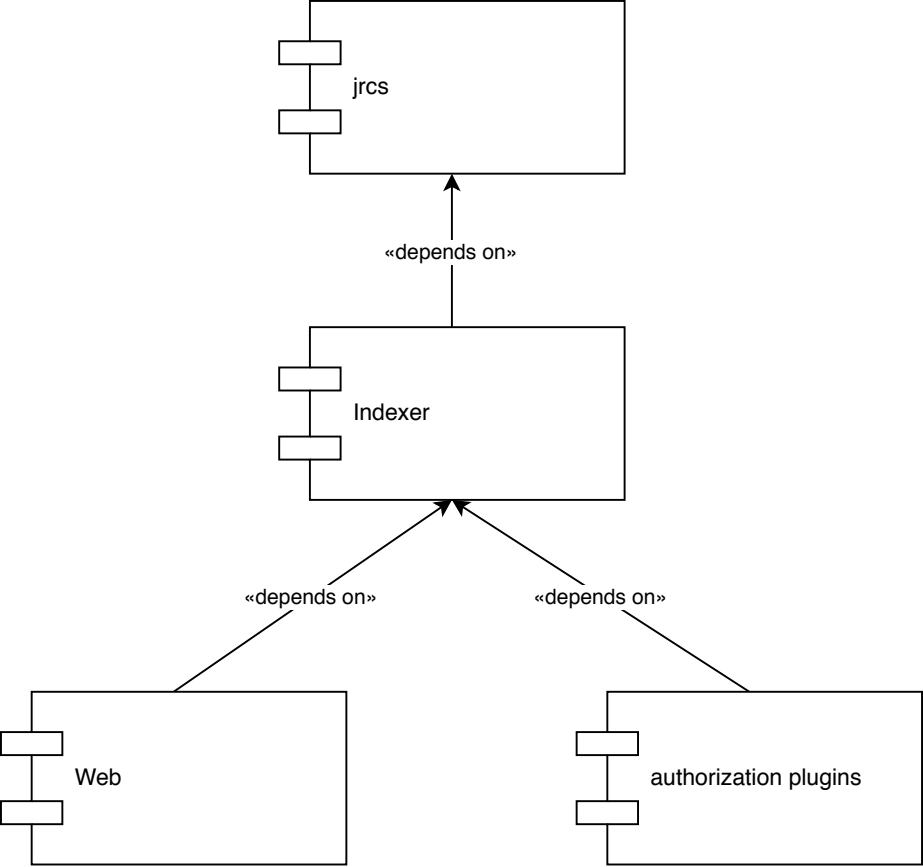 jrcs
«depends on»
Indexer
«depends on»
«depends on»
Web
authorization plugins